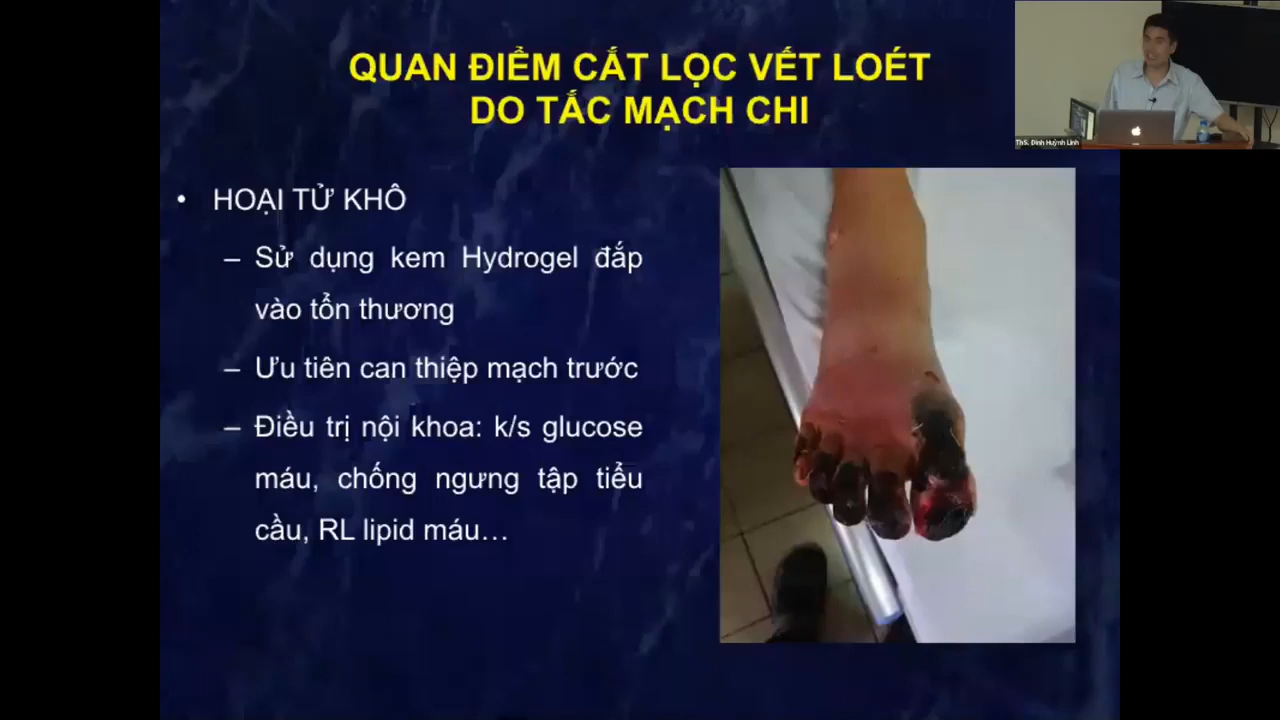 QUAN ĐIỂM CẮT LỌC VẾT LOÉT
DO TẮC MẠCH CHI
ThS. Đinh Huỳnh Linh
• HOẠI TỬ KHÔ
– Sử dụng kem Hydrogel đắp
vào tổn thương
– Ưu tiên can thiệp mạch trước
– Điều trị nội khoa: k/s glucose
máu, chống ngưng tập tiểu
cầu, RL lipid máu…